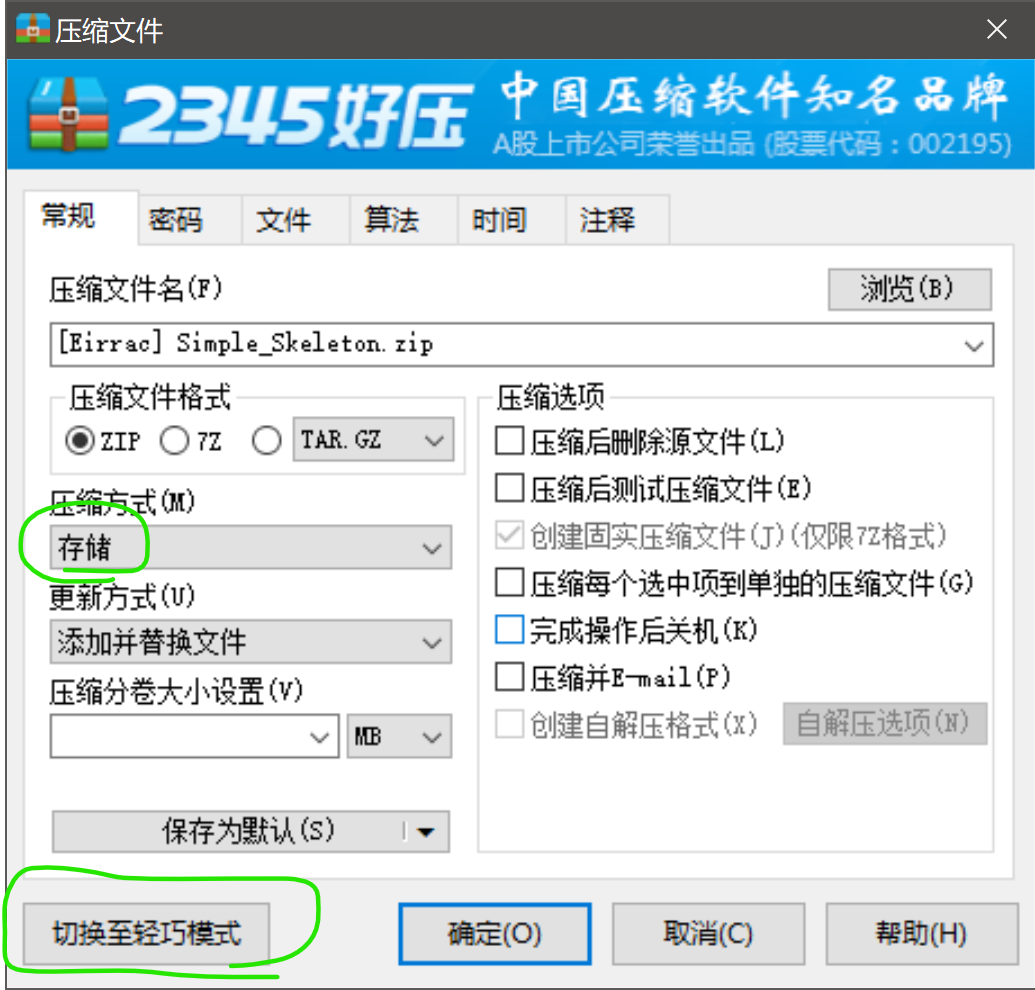 压缩文件
2345好压
中国压缩软件知名品牌
A股上市公司荣誉出品 (股票代码：002195)
常规 密码 文件 算法 时间 注释
压缩文件名(F)
浏览(B)
[Eirrac] Simple_Skeleton.zip
压缩文件格式
ZIP 7Z TAR.GZ
压缩方式(M)
存储
更新方式(U)
添加并替换文件
压缩分卷大小设置(V)
MB
保存为默认(S)
压缩选项
压缩后删除源文件(L)
压缩后测试压缩文件(E)
创建固实压缩文件(J)(仅限7Z格式)
压缩每个选中项到单独的压缩文件(G)
完成操作后关机(K)
压缩并E-mail(P)
创建自解压格式(X) 自解压选项(N)
切换至轻巧模式 确定(O) 取消(C) 帮助(H)